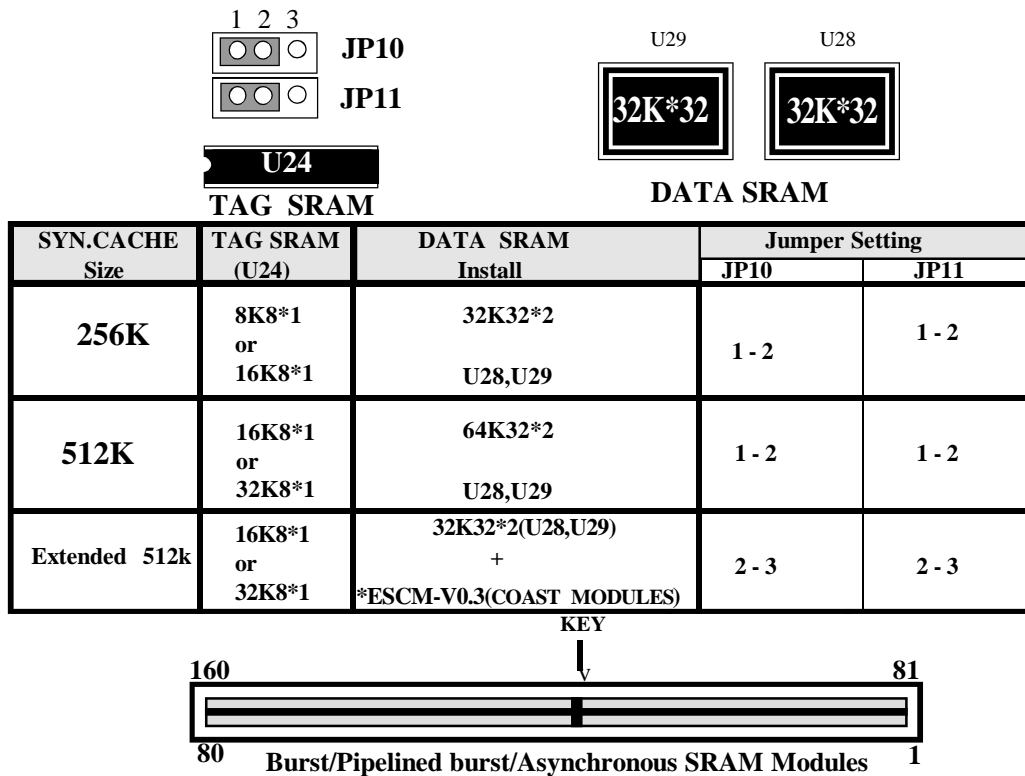 1 2 3
JP10
JP11
U29 U28
32K*32 32K*32
U24
TAG SRAM
DATA SRAM
SYN.CACHE Size
TAG SRAM (U24)
DATA SRAM Install
Jumper Setting
JP10 JP11
256K
8K8*1
or
16K8*1
32K32*2
U28,U29
1 - 2
1 - 2
512K
16K8*1
or
32K8*1
64K32*2
U28,U29
1 - 2
1 - 2
Extended 512k
16K8*1
or
32K8*1
32K32*2(U28,U29)
+
*ESCM-V0.3(COAST MODULES)
2 - 3
2 - 3
KEY
V
160 81
80 1
Burst/Pipelined burst/Asynchronous SRAM Modules